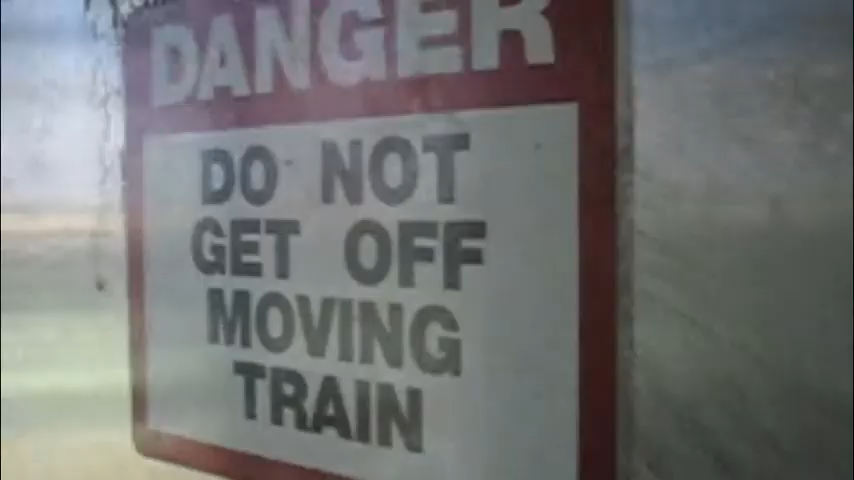 DANGER
DO NOT
GET OFF
MOVING
TRAIN